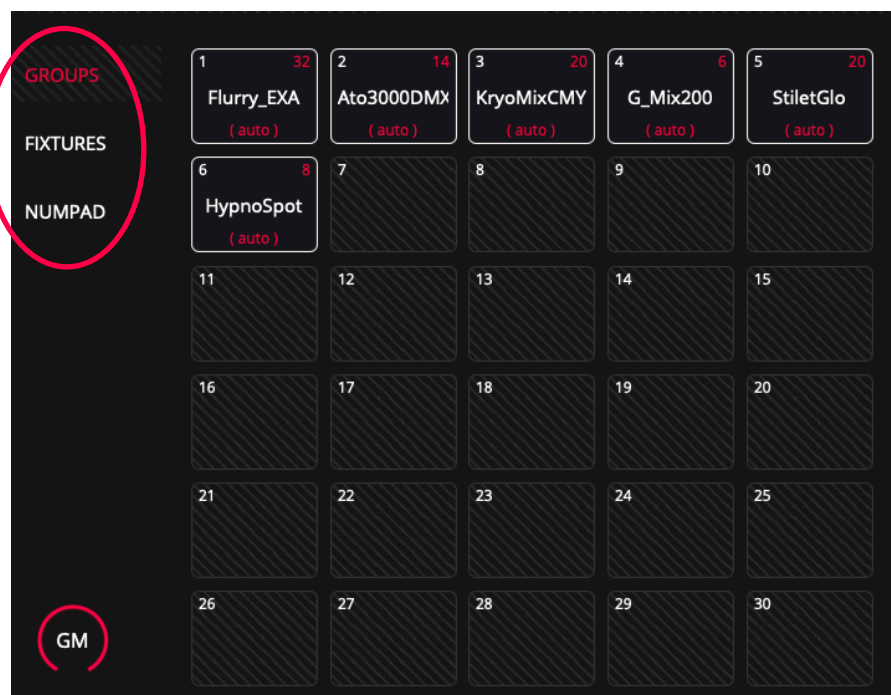 GROUPS
FIXTURES
NUMPAD
1 32
Flurry_EXA
( auto )
2 14
Ato3000DMX
( auto )
3 20
KryoMixCMY
( auto )
4 6
G_Mix200
( auto )
5 20
StiletGlo
( auto )
6 8
HypnoSpot
( auto )
7
8
9
10
11
12
13
14
15
16
17
18
19
20
21
22
23
24
25
26
27
28
29
30
GM